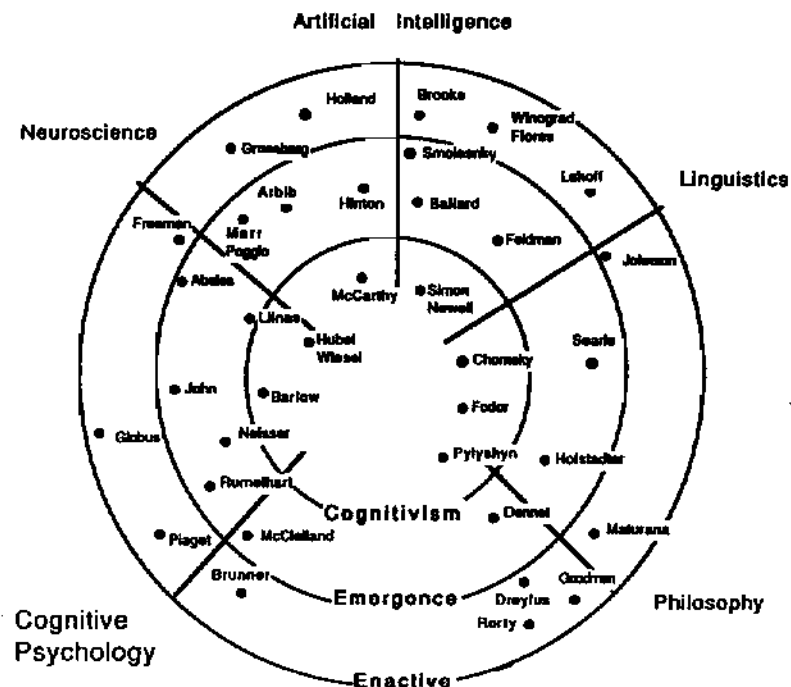 Artificial Intelligence
Holland
Brooks
Winograd
Flores
Neuroscience
Grossberg
Smolesnky
Lakoff
Linguistics
Arbib
Hinton
Ballard
Freeman
Marr
Poggio
Feldman
Johnson
Abeles
McCarthy
Simon
Newell
Llinas
Hubel
Wiesel
Chomsky
Searle
John
Barlow
Fodor
Globus
Neisser
Pylyshyn
Hofstadter
Rumelhart
Cognitivism
Dennet
Piaget
McClelland
Maturana
Brunner
Goodman
Emergence
Dreyfus
Philosophy
Cognitive
Psychology
Rorty
Enactive